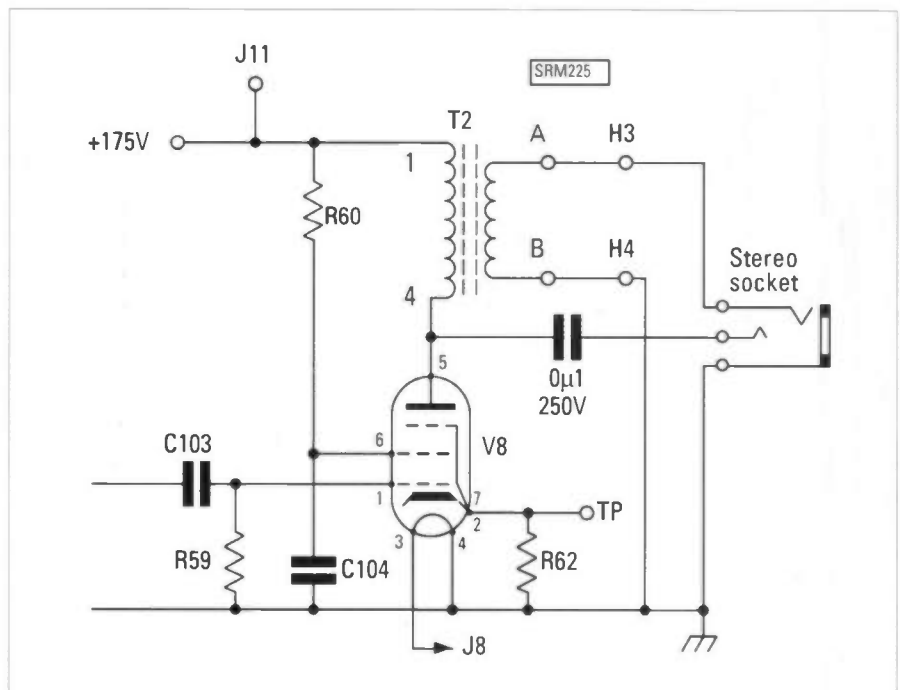 J11
SRM225
T2
A
H3
+175V
1
R60
B
H4
Stereo
socket
4
5
0µ1
250V
C103
6
V8
1
7
2
TP
3
4
R59
C104
R62
J8